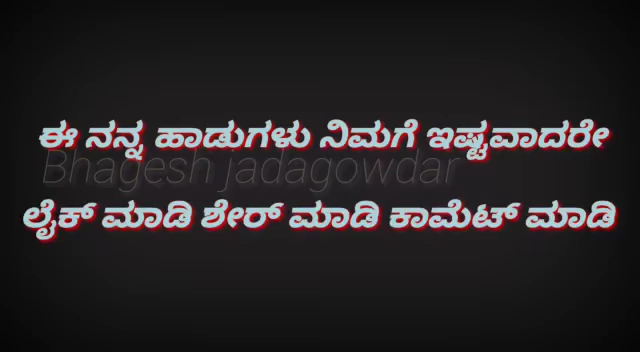 ಈ ನನ್ನ ಹಾಡುಗಳು ನಿಮಗೆ ಇಷ್ಟವಾದರೇ
Bhagesh jadagowdar
ಲೈಕ್ ಮಾಡಿ ಶೇರ್ ಮಾಡಿ ಕಾಮೆಟ್ ಮಾಡಿ